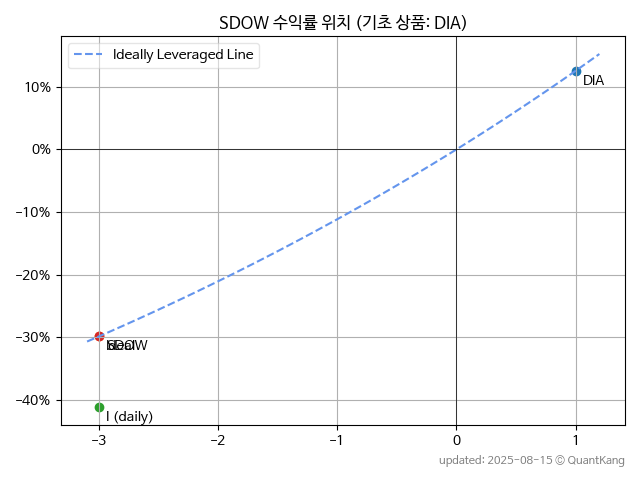 SDOW 수익률 위치 (기초 상품: DIA)
Ideally Leveraged Line
10%
0%
-10%
-20%
-30%
-40%
DIA
SDOW
I (daily)
-3
-2
-1
0
1
updated: 2025-08-15 © QuantKang